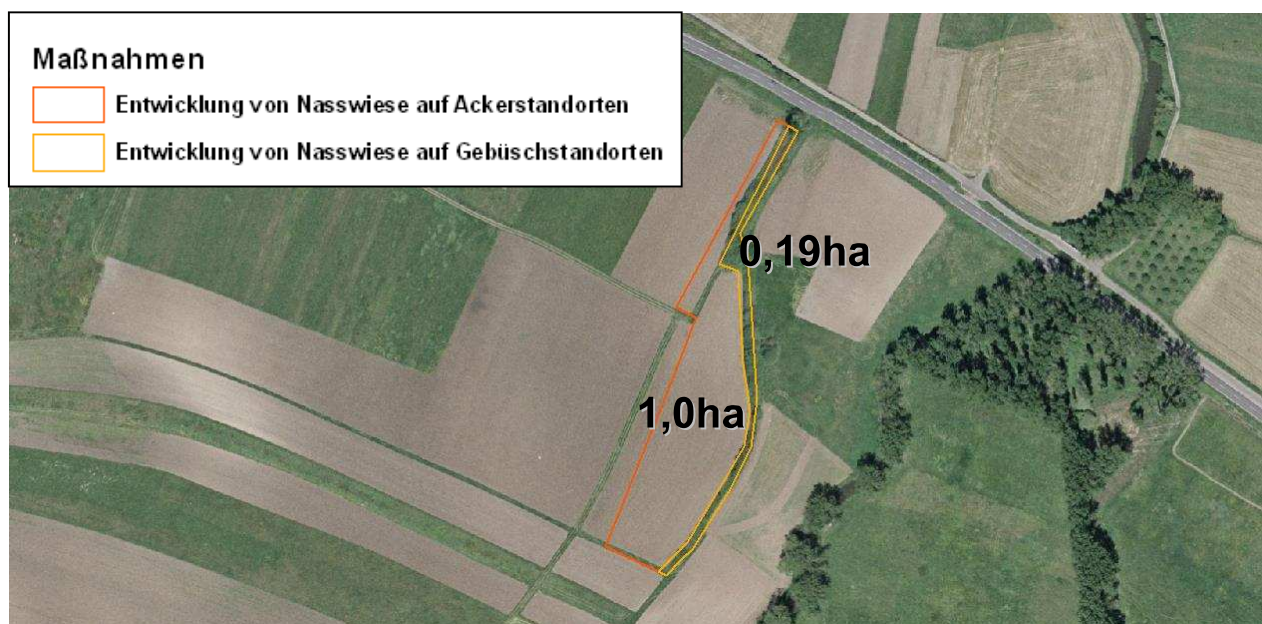 Maßnahmen
Entwicklung von Nasswiese auf Ackerstandorten
Entwicklung von Nasswiese auf Gebüschstandorten
0,19ha
1,0ha